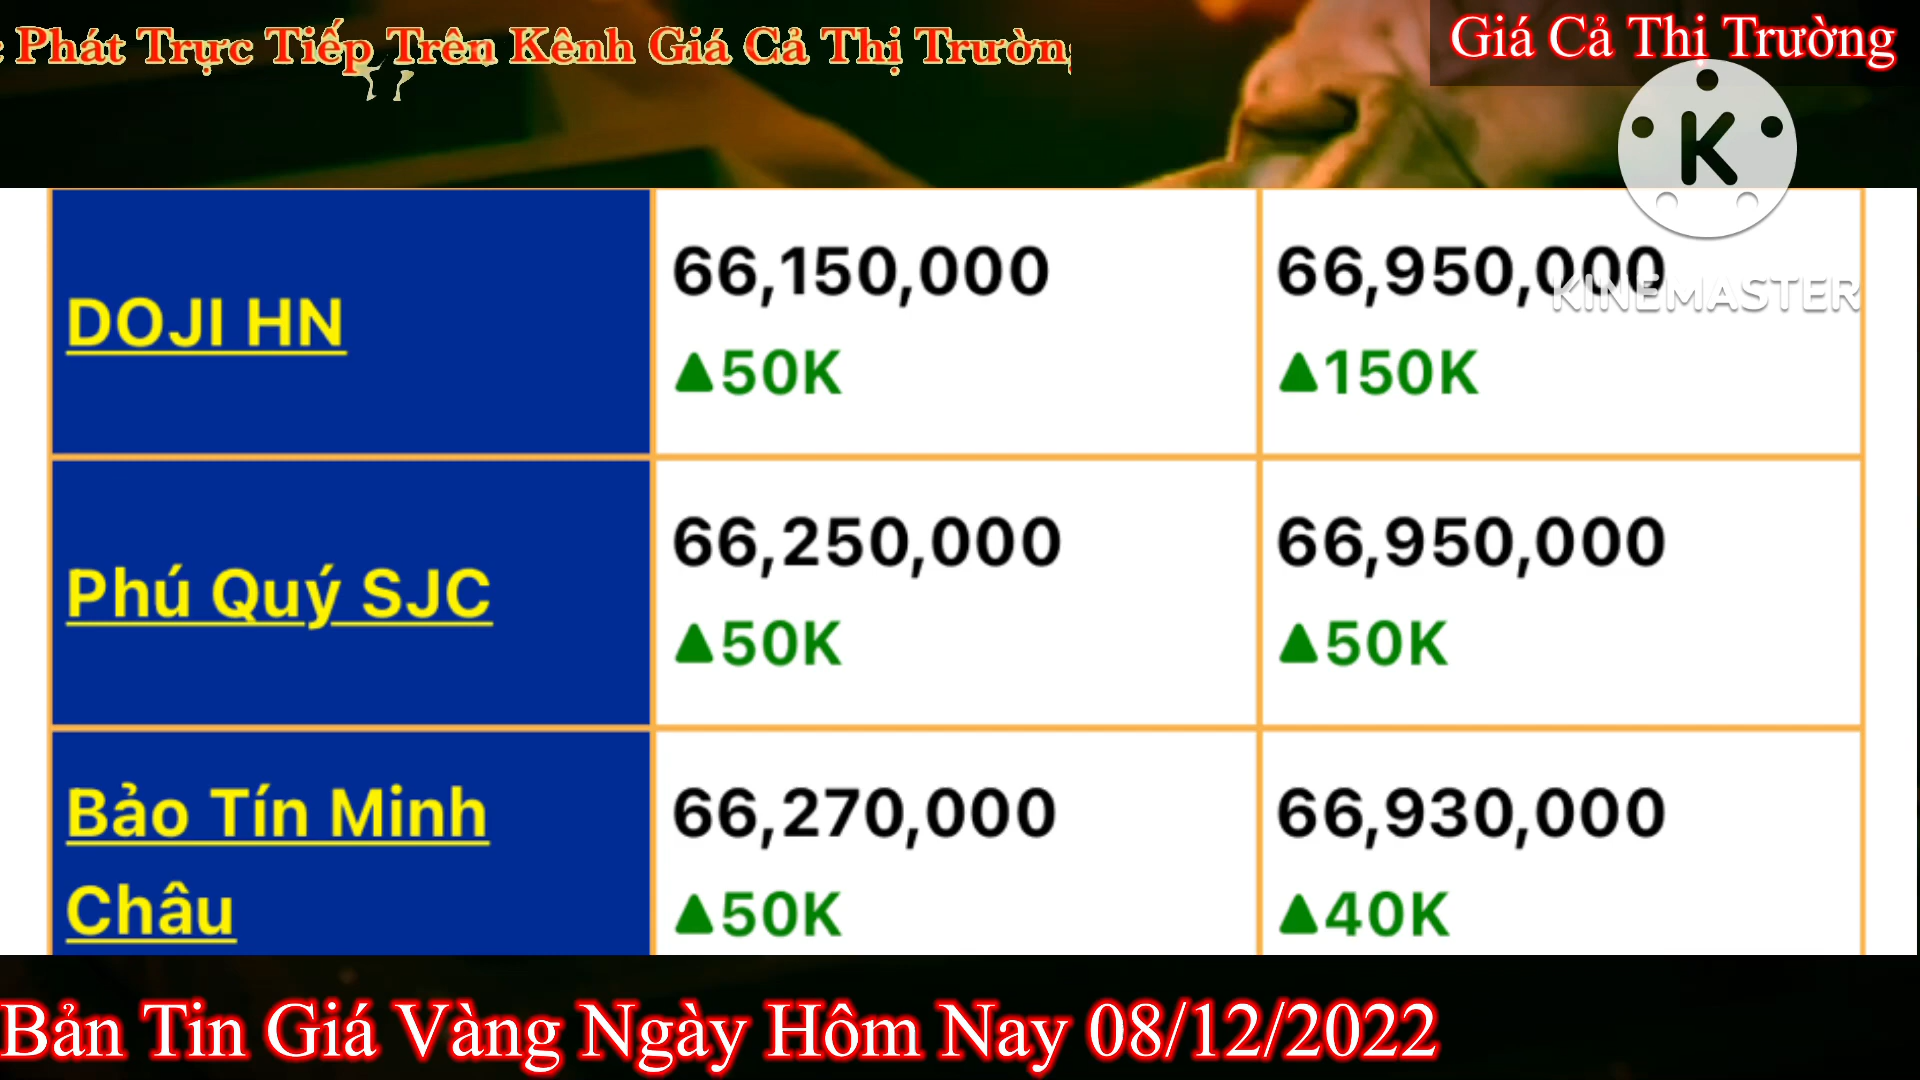 Phát Trực Tiếp Trên Kênh Giá Cả Thị Trườn
Giá Cả Thị Trường
K
KINEMASTER
DOJI HN
66,150,000
66,950,000
▲50K
▲150K
Phú Quý SJC
66,250,000
66,950,000
▲50K
▲50K
Bảo Tín Minh
Châu
66,270,000
66,930,000
▲50K
▲40K
Bản Tin Giá Vàng Ngày Hôm Nay 08/12/2022